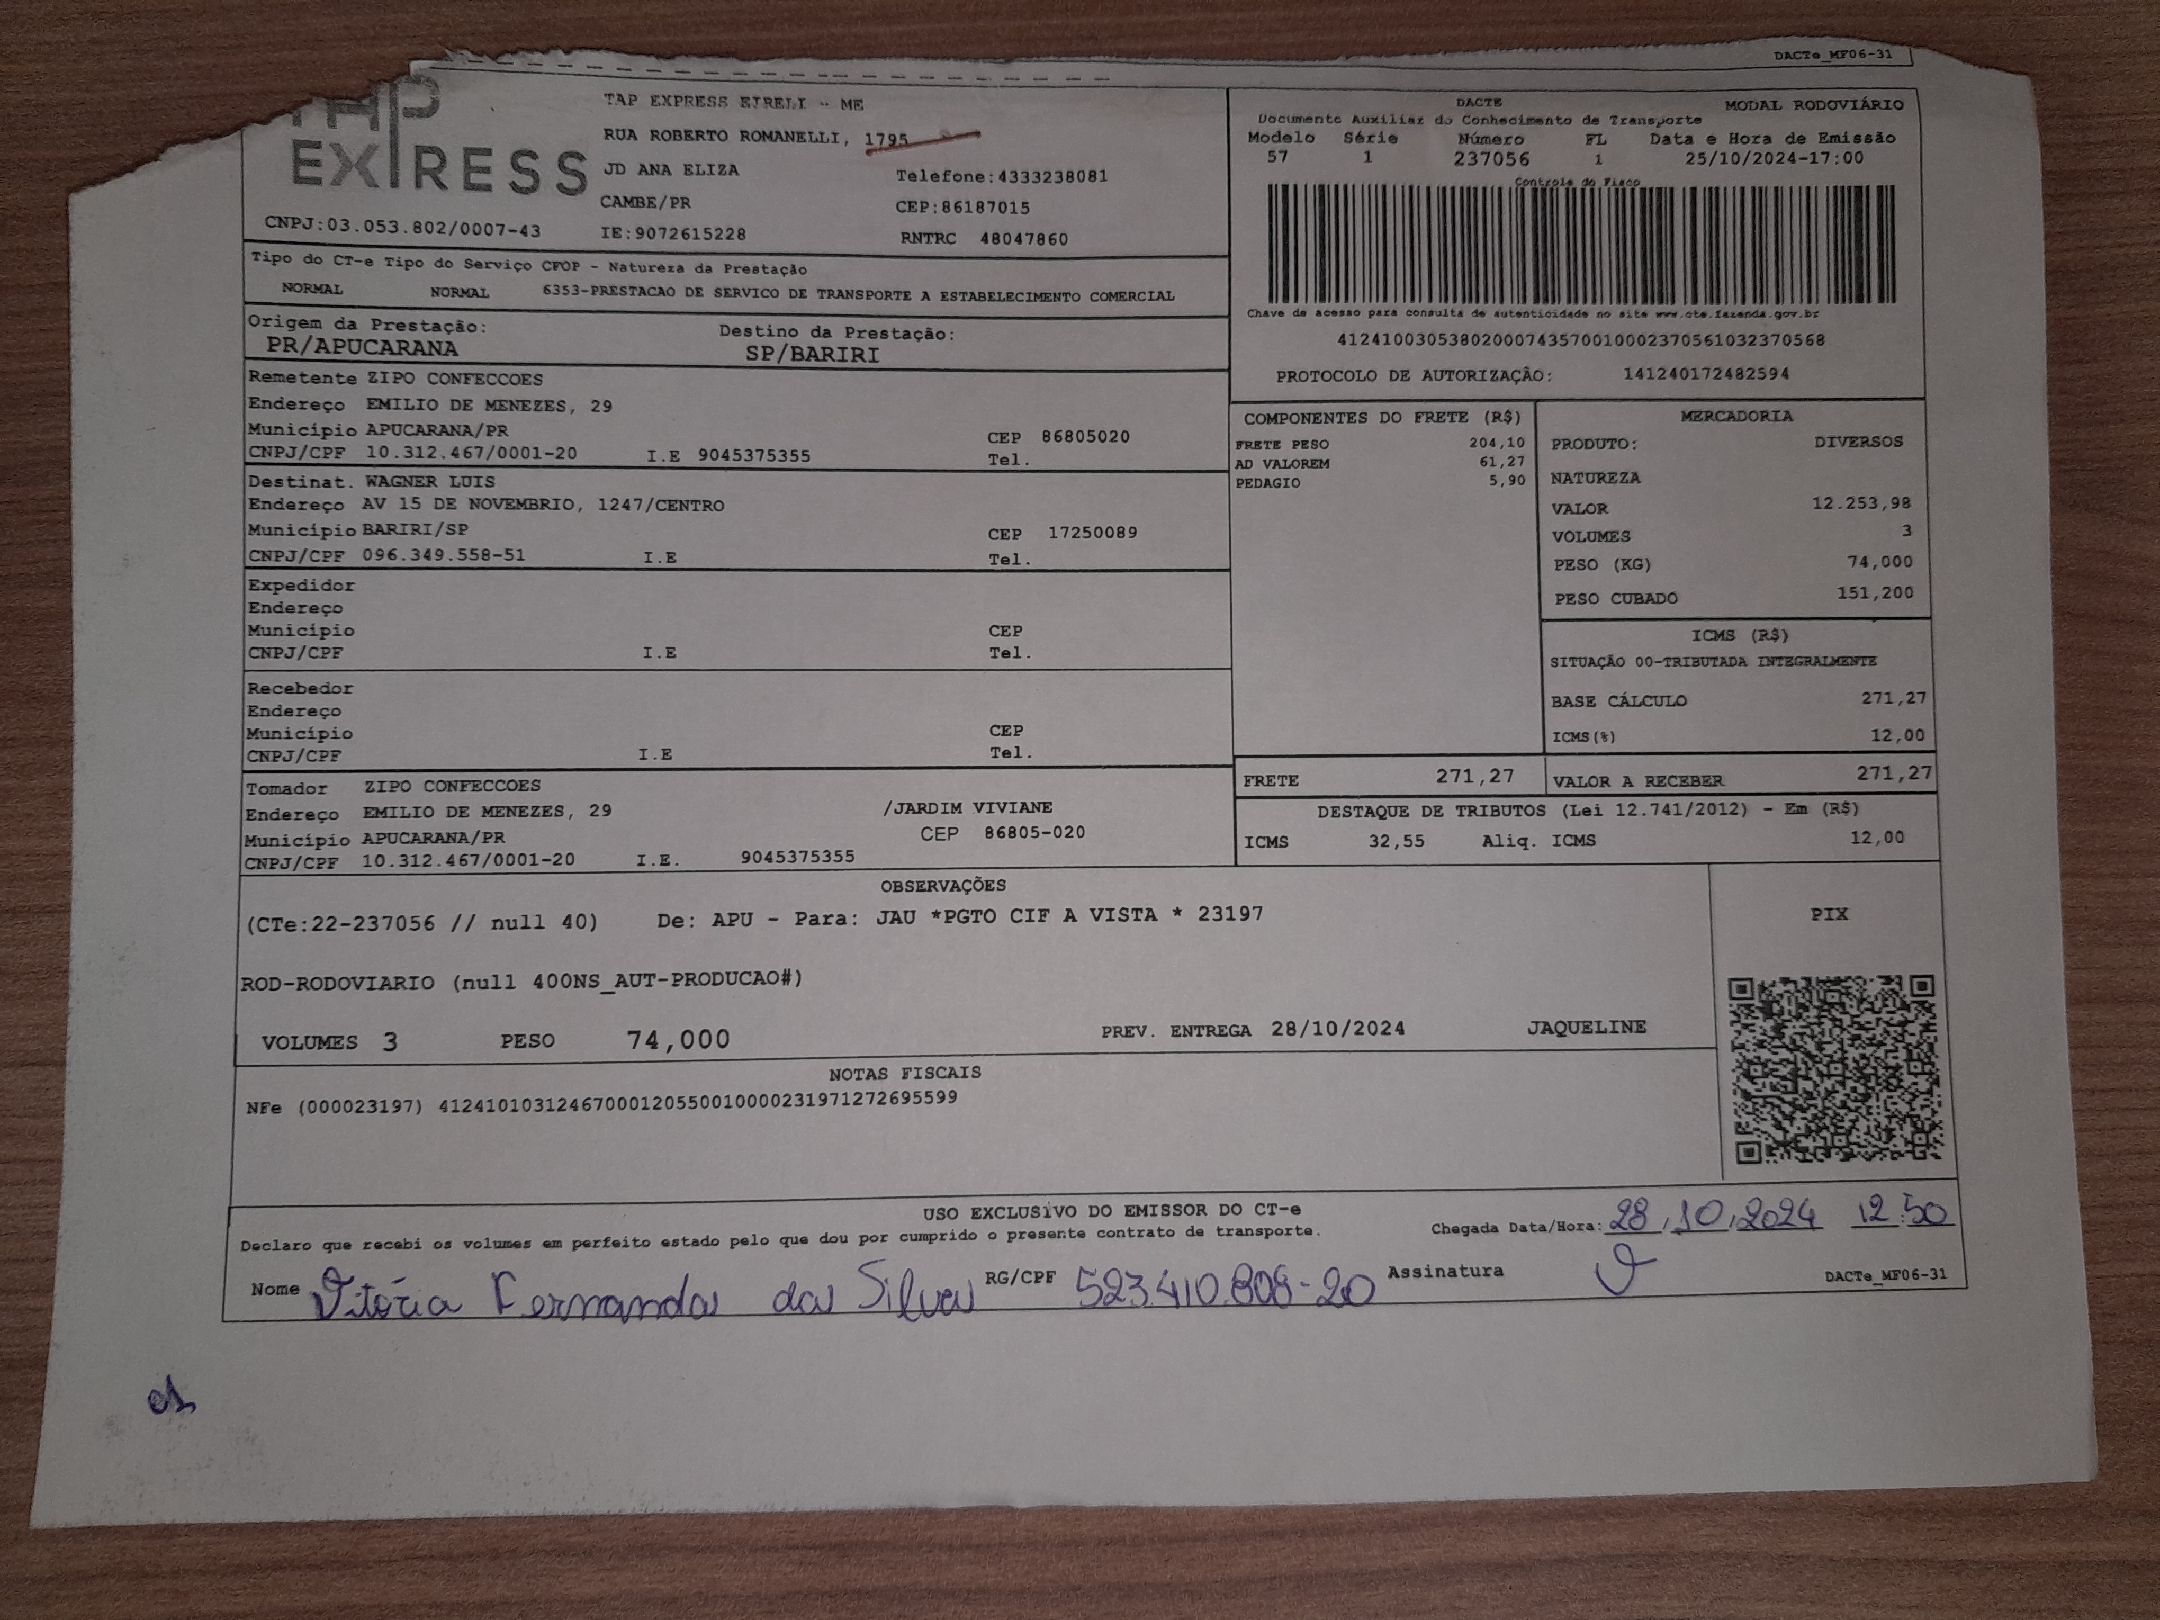 DACTe_MF06-31
TAP EXPRESS
TAP EXPRESS EIRELI - ME
RUA ROBERTO ROMANELLI, 1795
JD ANA ELIZA Telefone:4333238081
CAMBE/PR CEP:86187015
CNPJ:03.053.802/0007-43 IE:9072615228 RNTRC 48047860
DACTE MODAL RODOVIÁRIO
Documento Auxiliar do Conhecimento de Transporte
Modelo Série Número FL Data e Hora de Emissão
57 1 237056 1 25/10/2024-17:00
Controle do Fisco
Chave de acesso para consulta de autenticidade no site www.cte.fazenda.gov.br
41241003053802000743570010002370561032370568
PROTOCOLO DE AUTORIZAÇÃO: 141240172482594
Tipo do CT-e Tipo do Serviço CFOP - Natureza da Prestação
NORMAL NORMAL 6353-PRESTACAO DE SERVICO DE TRANSPORTE A ESTABELECIMENTO COMERCIAL
Origem da Prestação: Destino da Prestação:
PR/APUCARANA SP/BARIRI
Remetente ZIPO CONFECCOES
Endereço EMILIO DE MENEZES, 29
Município APUCARANA/PR CEP 86805020
CNPJ/CPF 10.312.467/0001-20 I.E 9045375355 Tel.
Destinat. WAGNER LUIS
Endereço AV 15 DE NOVEMBRIO, 1247/CENTRO
Município BARIRI/SP CEP 17250089
CNPJ/CPF 096.349.558-51 I.E Tel.
Expedidor
Endereço
Município CEP
CNPJ/CPF I.E Tel.
Recebedor
Endereço
Município CEP
CNPJ/CPF I.E Tel.
Tomador ZIPO CONFECCOES
Endereço EMILIO DE MENEZES, 29 /JARDIM VIVIANE
Município APUCARANA/PR CEP 86805-020
CNPJ/CPF 10.312.467/0001-20 I.E. 9045375355
COMPONENTES DO FRETE (R$)
FRETE PESO 204,10
AD VALOREM 61,27
PEDAGIO 5,90
MERCADORIA
PRODUTO: DIVERSOS
NATUREZA
VALOR 12.253,98
VOLUMES 3
PESO (KG) 74,000
PESO CUBADO 151,200
ICMS (R$)
SITUAÇÃO 00-TRIBUTADA INTEGRALMENTE
BASE CÁLCULO 271,27
ICMS(%) 12,00
FRETE 271,27 VALOR A RECEBER 271,27
DESTAQUE DE TRIBUTOS (Lei 12.741/2012) - Em (R$)
ICMS 32,55 Aliq. ICMS 12,00
OBSERVAÇÕES
(CTe:22-237056 // null 40) De: APU - Para: JAU *PGTO CIF A VISTA * 23197
ROD-RODOVIARIO (null 400NS_AUT-PRODUCAO#)
VOLUMES 3 PESO 74,000 PREV. ENTREGA 28/10/2024 JAQUELINE
PIX
NOTAS FISCAIS
NFe (000023197) 41241010312467000120550010000231971272695599
USO EXCLUSIVO DO EMISSOR DO CT-e
Declaro que recebi os volumes em perfeito estado pelo que dou por cumprido o presente contrato de transporte.
Chegada Data/Hora: 28,10,2024 12:50
Nome Vitória Fernanda da Silva RG/CPF 523.410.808-20 Assinatura
DACTe_MF06-31